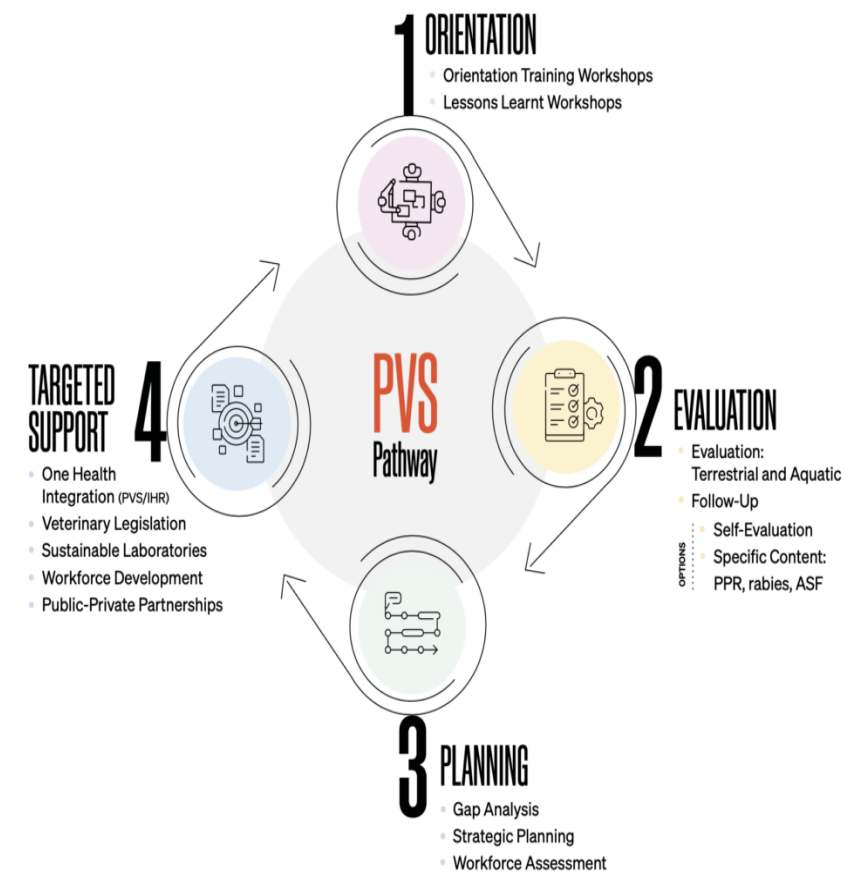 1 ORIENTATION
Orientation Training Workshops
Lessons Learnt Workshops
PVS
Pathway
2 EVALUATION
Evaluation:
Terrestrial and Aquatic
Follow-Up
OPTIONS
Self-Evaluation
Specific Content:
PPR, rabies, ASF
3 PLANNING
Gap Analysis
Strategic Planning
Workforce Assessment
TARGETED
SUPPORT 4
One Health
Integration (PVS/IHR)
Veterinary Legislation
Sustainable Laboratories
Workforce Development
Public-Private Partnerships